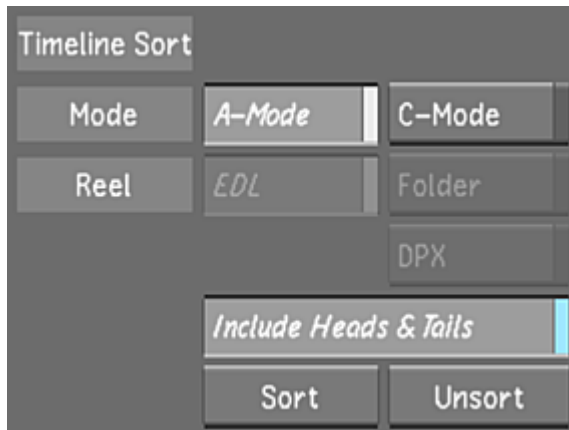 Timeline Sort
Mode A-Mode C-Mode
Reel EDL Folder
DPX
Include Heads & Tails
Sort Unsort